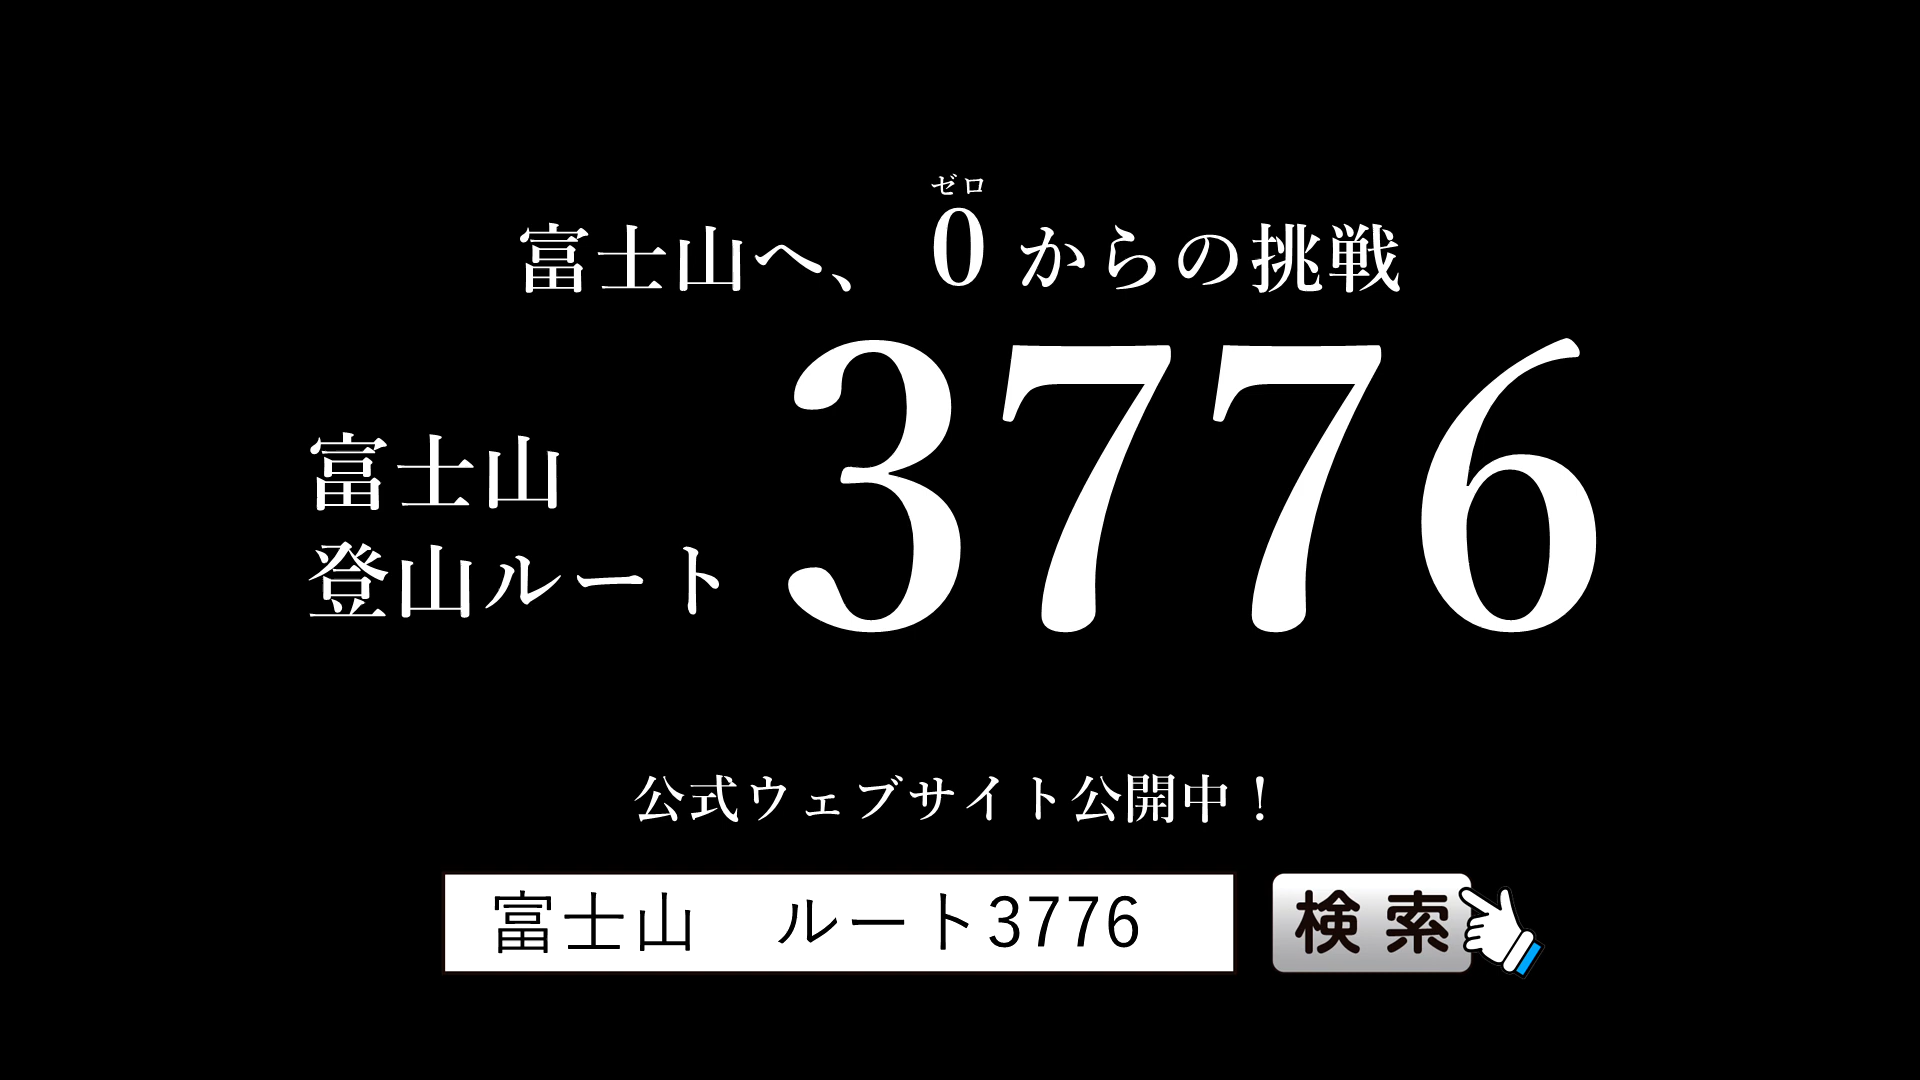 ゼロ
富士山へ、0からの挑戦
富士山
登山ルート
3776
公式ウェブサイト公開中！
富士山　ルート3776
検索